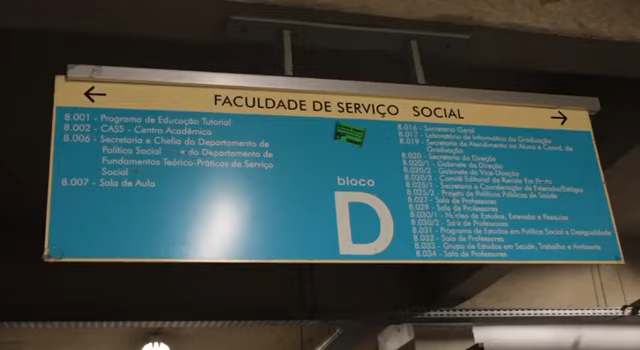 FACULDADE DE SERVIÇO SOCIAL
8.001 - Programa de Educação Tutorial
8.002 - CASS - Centro Acadêmico
8.006 - Secretaria e Chefia do Departamento de
Política Social e do Departamento de
Fundamentos Teórico-Práticos do Serviço
Social
8.007 - Sala de Aula
bloco
D
8.016 - Secretaria Geral
8.017 - Laboratório de Informática da Graduação
8.019 - Secretaria de Atendimento ao Aluno e Coord. de
Graduação
8.020 - Secretaria da Direção
8.020/1 - Gabinete da Direção
8.020/2 - Gabinete da Vice-Direção
8.020/3 - Comitê Editorial da Revista Em Pauta
8.025/1 - Secretaria e Coordenação de Extensão/Estágio
8.025/2 - Projeto de Políticas Públicas de Saúde
8.027 - Sala de Professores
8.029 - Sala de Professores
8.030/1 - Núcleo de Estudos, Extensão e Pesquisa
8.030/2 - Sala de Professores
8.031 - Programa de Estudos em Política Social e Desigualdade
8.032 - Sala de Professores
8.033 - Grupo de Estudos em Saúde, Trabalho e Ambiente
8.034 - Sala de Professores